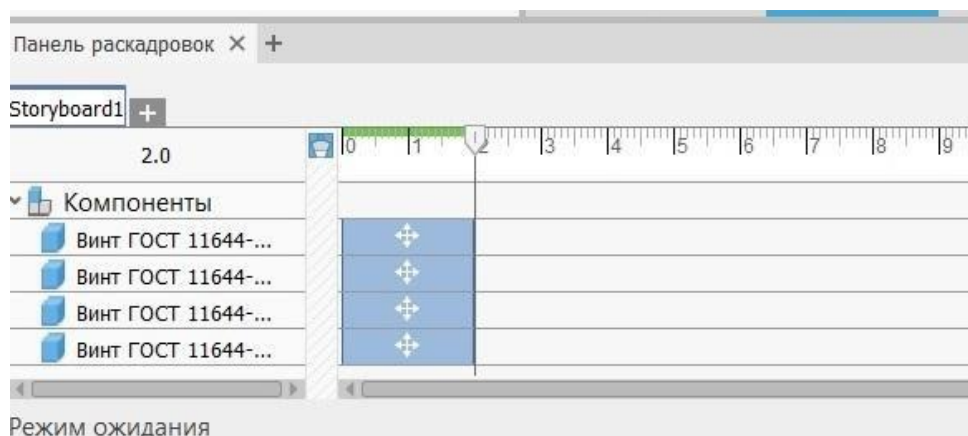 Панель раскадровок × +
Storyboard1 +
2.0
0 1 2 3 4 5 6 7 8 9
Компоненты
Винт ГОСТ 11644-...
Винт ГОСТ 11644-...
Винт ГОСТ 11644-...
Винт ГОСТ 11644-...
Режим ожидания